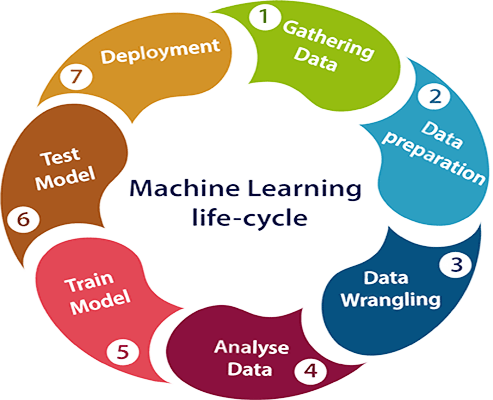 Machine Learning
life-cycle
1
Gathering
Data
2
Data
preparation
3
Data
Wrangling
Analyse
Data
4
Train
Model
5
Test
Model
6
Deployment
7